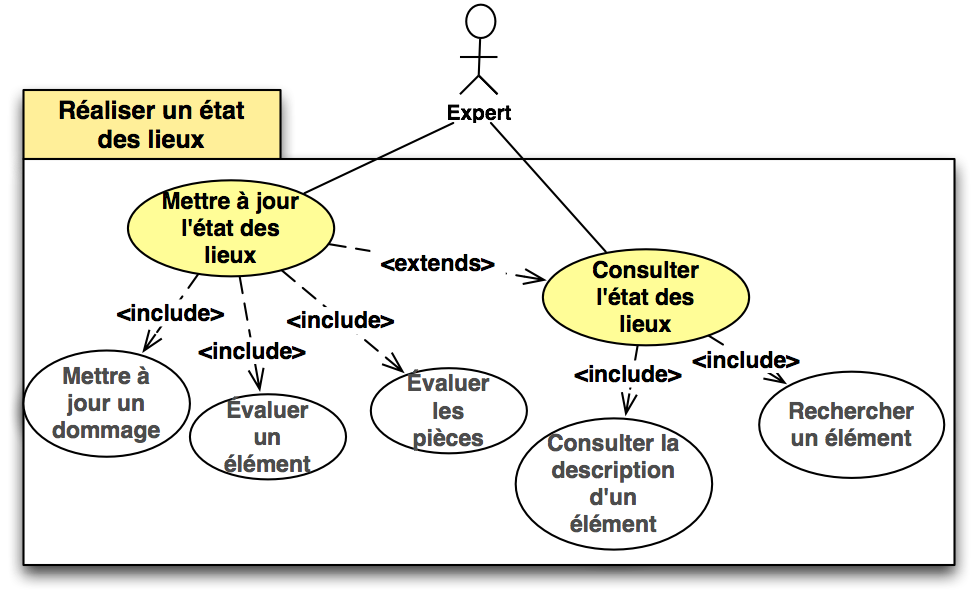 Expert
Réaliser un état
des lieux
Mettre à jour
l'état des
lieux
<extends>
Consulter
l'état des
lieux
<include>
<include>
<include>
<include>
<include>
Mettre à
jour un
dommage
Évaluer
un
élément
Évaluer
les
pièces
Consulter la
description
d'un
élément
Rechercher
un élément